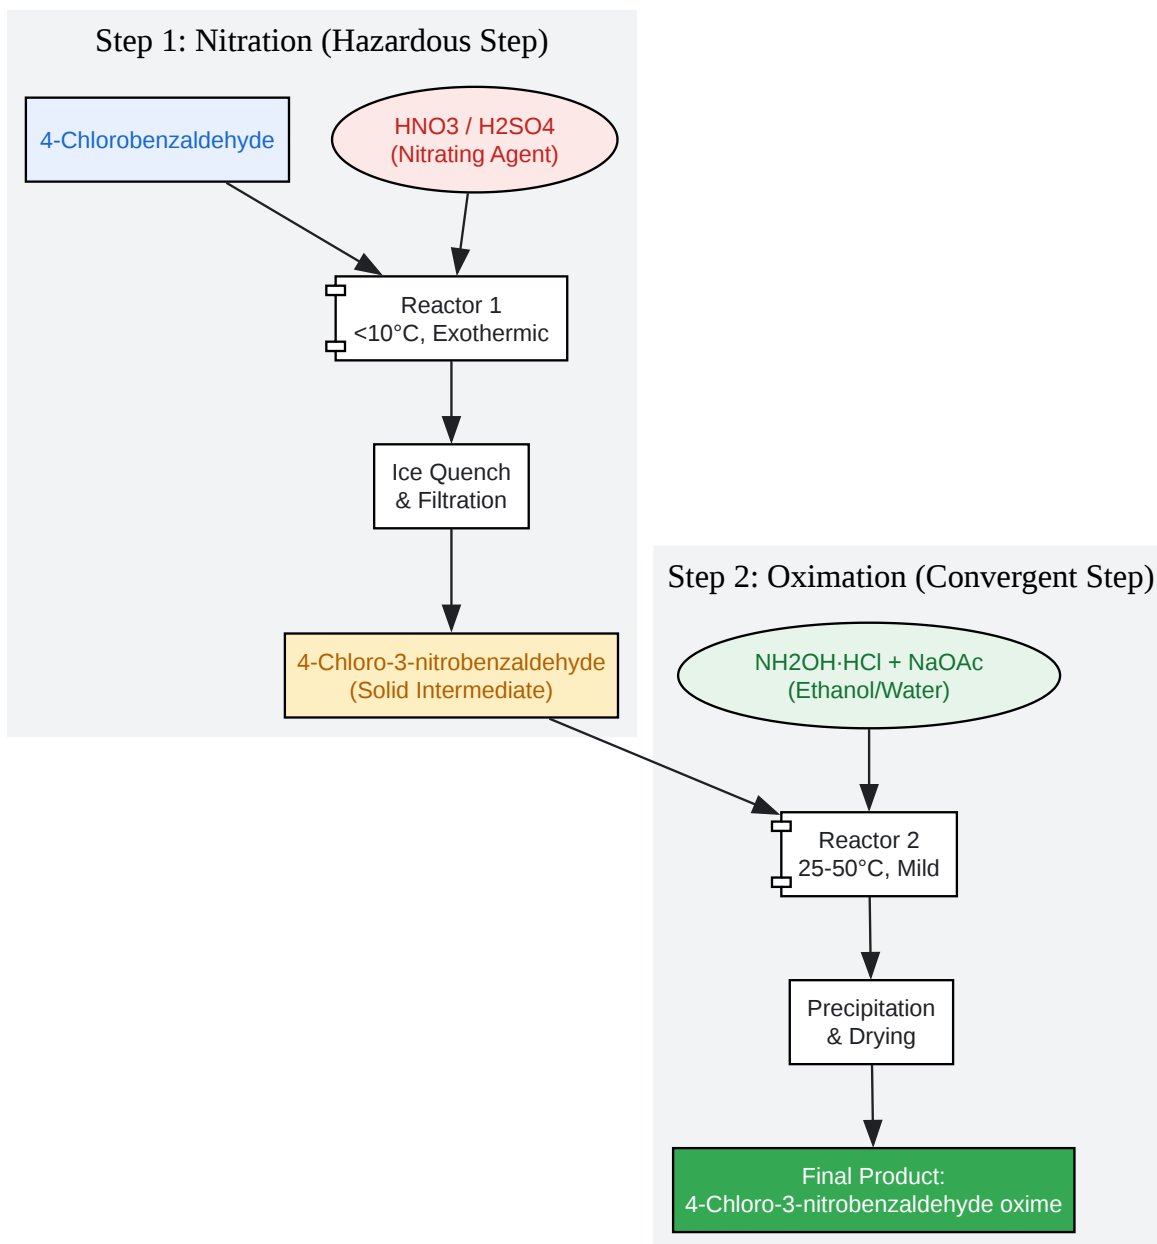 Step 1: Nitration (Hazardous Step)
4-Chlorobenzaldehyde
HNO3 / H2SO4
(Nitrating Agent)
Reactor 1
<10°C, Exothermic
Ice Quench
& Filtration
4-Chloro-3-nitrobenzaldehyde
(Solid Intermediate)
Step 2: Oximation (Convergent Step)
NH2OH·HCl + NaOAc
(Ethanol/Water)
Reactor 2
25-50°C, Mild
Precipitation
& Drying
Final Product:
4-Chloro-3-nitrobenzaldehyde oxime